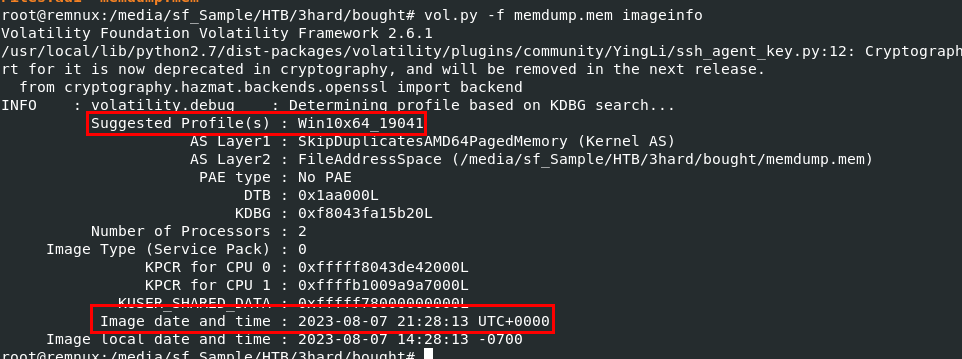 root@remnux:/media/sf_Sample/HTB/3hard/bought# vol.py -f memdump.mem imageinfo
Volatility Foundation Volatility Framework 2.6.1
/usr/local/lib/python2.7/dist-packages/volatility/plugins/community/YingLi/ssh_agent_key.py:12: Cryptograph
rt for it is now deprecated in cryptography, and will be removed in the next release.
from cryptography.hazmat.backends.openssl import backend
INFO    : volatility.debug    : Determining profile based on KDBG search...
Suggested Profile(s) : Win10x64_19041
AS Layer1 : SkipDuplicatesAMD64PagedMemory (Kernel AS)
AS Layer2 : FileAddressSpace (/media/sf_Sample/HTB/3hard/bought/memdump.mem)
PAE type : No PAE
DTB : 0x1aa000L
KDBG : 0xf8043fa15b20L
Number of Processors : 2
Image Type (Service Pack) : 0
KPCR for CPU 0 : 0xfffff8043de42000L
KPCR for CPU 1 : 0xffffb1009a9a7000L
KUSER_SHARED_DATA : 0xfffff78000000000L
Image date and time : 2023-08-07 21:28:13 UTC+0000
Image local date and time : 2023-08-07 14:28:13 -0700
root@remnux:/media/sf_Sample/HTB/3hard/bought#